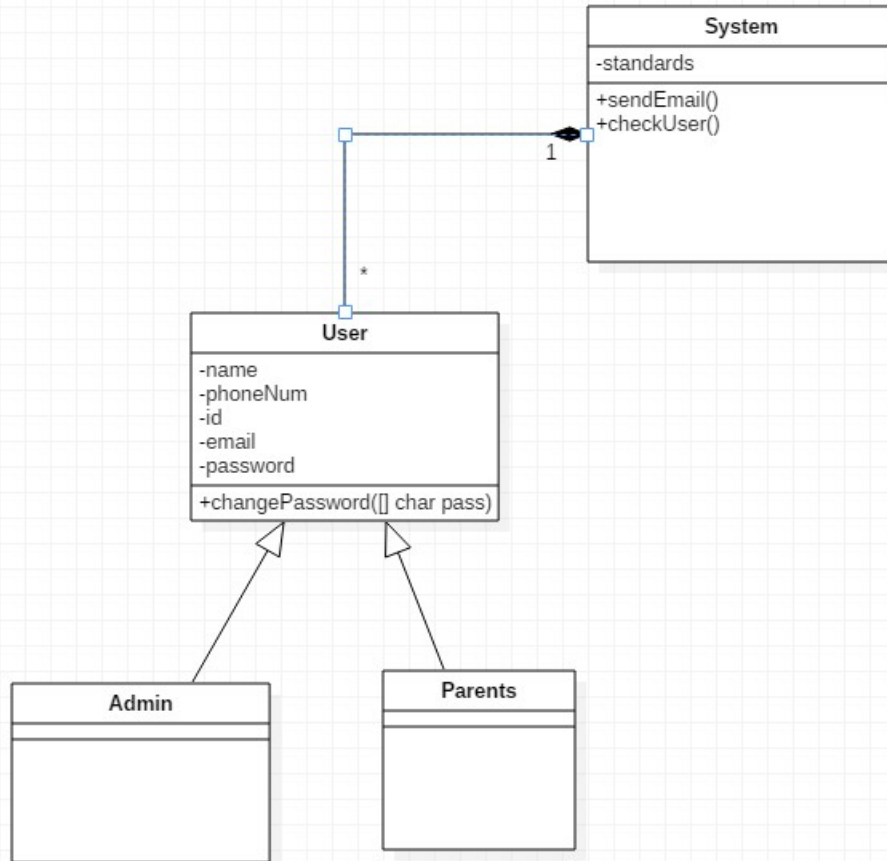 System
-standards
+sendEmail()
+checkUser()
1
*
User
-name
-phoneNum
-id
-email
-password
+changePassword([] char pass)
Admin
Parents